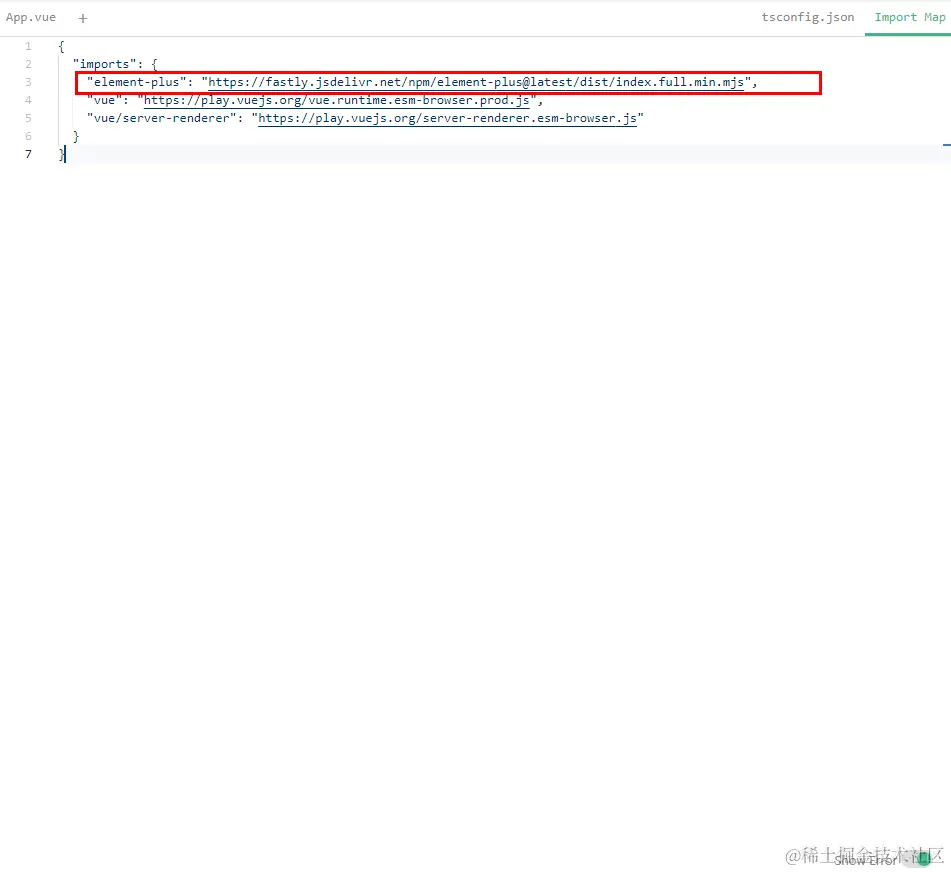 App.vue + tsconfig.json Import Map
1 {
2 "imports": {
3 "element-plus": "https://fastly.jsdelivr.net/npm/element-plus@latest/dist/index.full.min.mjs",
4 "vue": "https://play.vuejs.org/vue.runtime.esm-browser.prod.js",
5 "vue/server-renderer": "https://play.vuejs.org/server-renderer.esm-browser.js"
6 }
7 }
@稀土掘金技术社区
Show Error